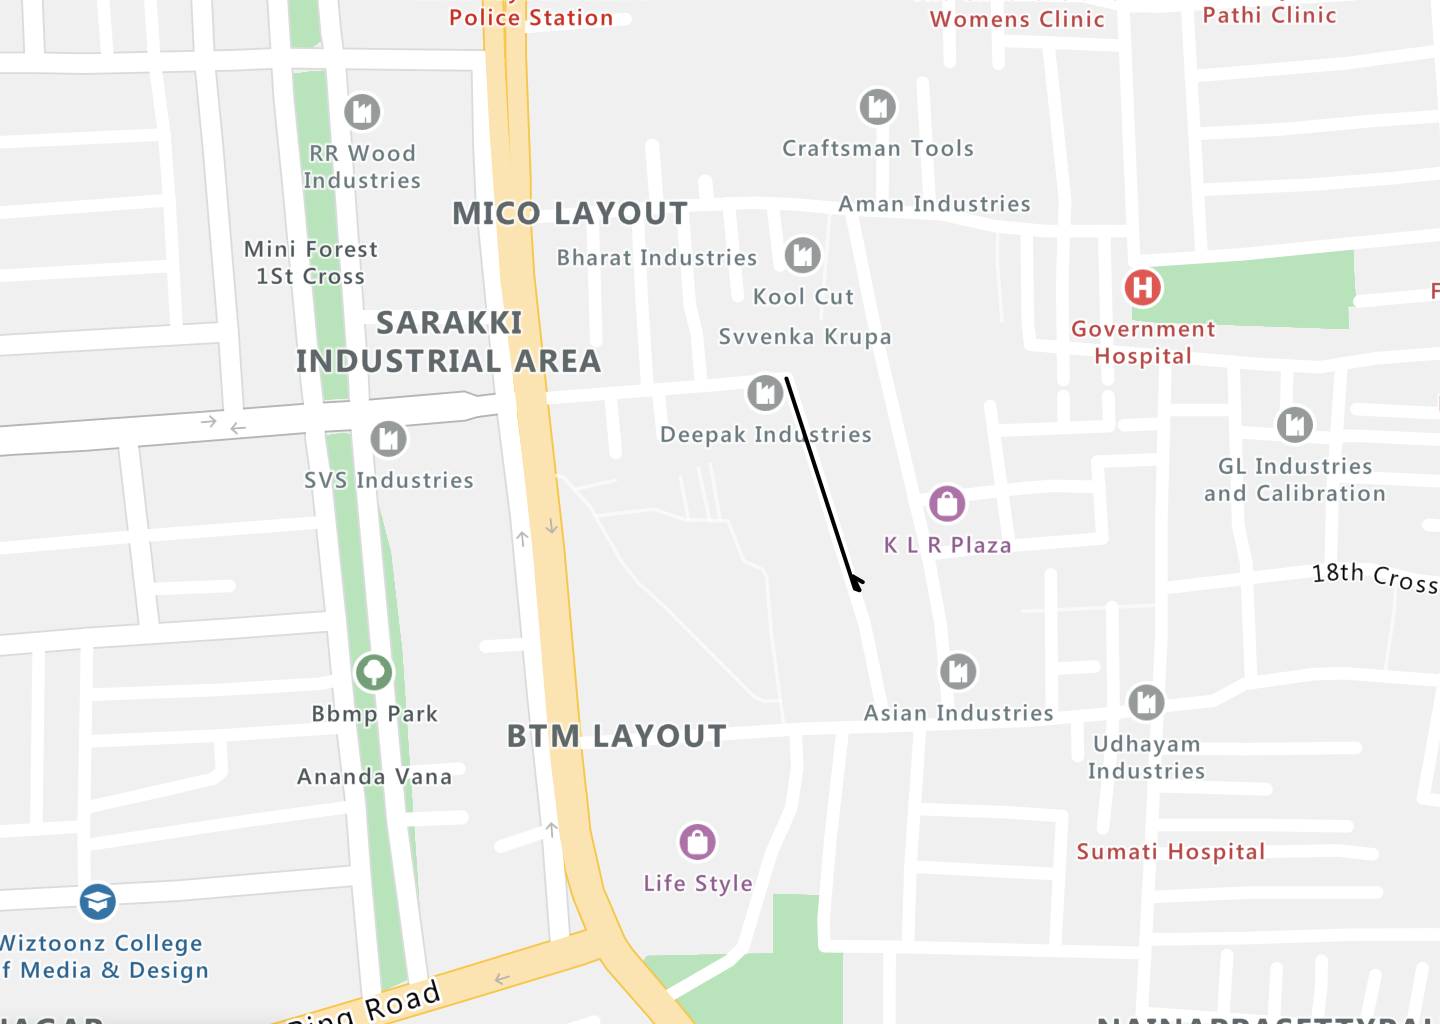 Police Station
Womens Clinic
Pathi Clinic
Craftsman Tools
RR Wood
Industries
Aman Industries
MICO LAYOUT
Mini Forest
1St Cross
Bharat Industries
Kool Cut
SARAKKI
INDUSTRIAL AREA
Svvenka Krupa
Government
Hospital
Deepak Industries
SVS Industries
GL Industries
and Calibration
K L R Plaza
18th Cross
Bbmp Park
Asian Industries
BTM LAYOUT
Udhayam
Industries
Ananda Vana
Sumati Hospital
Life Style
Wiztoonz College
f Media & Design
Ring Road
NAGAR